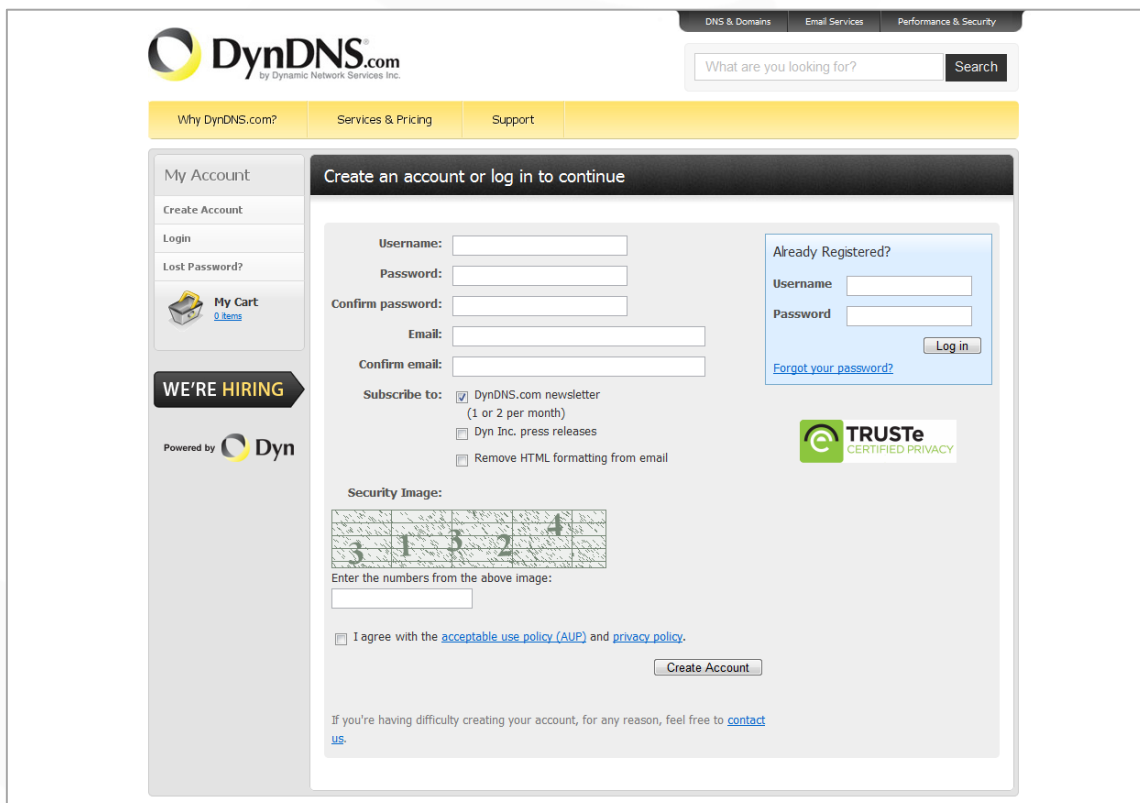 DNS & Domains Email Services Performance & Security
DynDNS.com
by Dynamic Network Services Inc.
What are you looking for? Search
Why DynDNS.com? Services & Pricing Support
My Account
Create Account
Login
Lost Password?
My Cart
0 items
WE'RE HIRING
Powered by Dyn
Create an account or log in to continue
Username:
Password:
Confirm password:
Email:
Confirm email:
Subscribe to: DynDNS.com newsletter
(1 or 2 per month)
Dyn Inc. press releases
Remove HTML formatting from email
Security Image:
3 1 3 2 4
Enter the numbers from the above image:
I agree with the acceptable use policy (AUP) and privacy policy.
Create Account
If you're having difficulty creating your account, for any reason, feel free to contact
us.
Already Registered?
Username
Password
Log in
Forgot your password?
TRUSTe
CERTIFIED PRIVACY